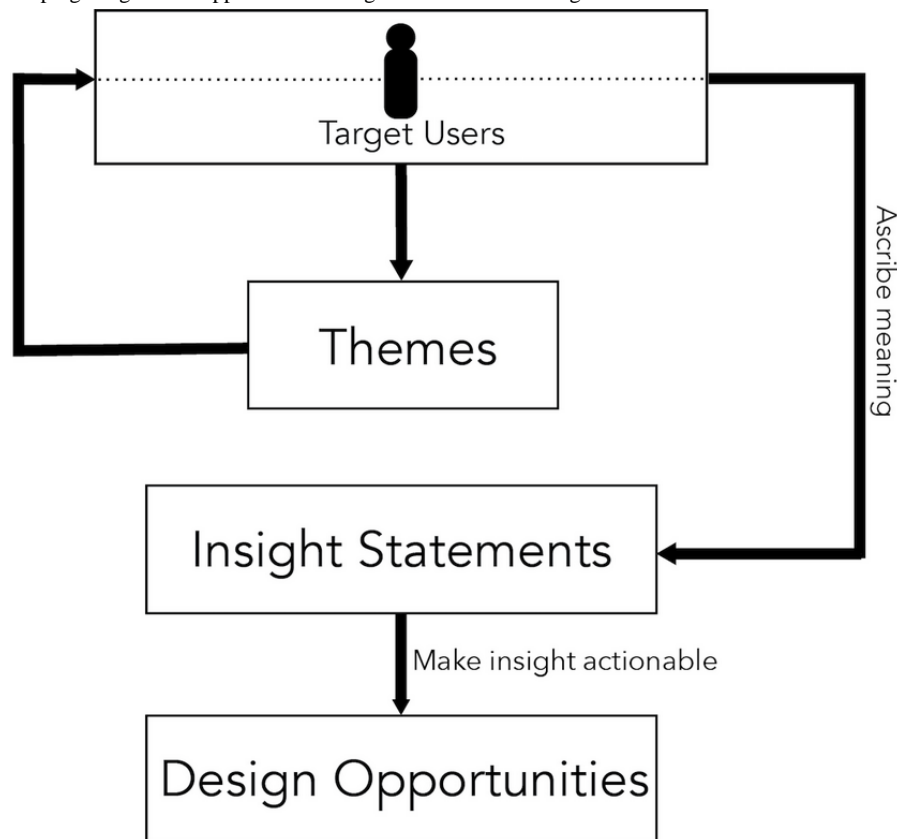 Target Users
Themes
Ascribe meaning
Insight Statements
Make insight actionable
Design Opportunities